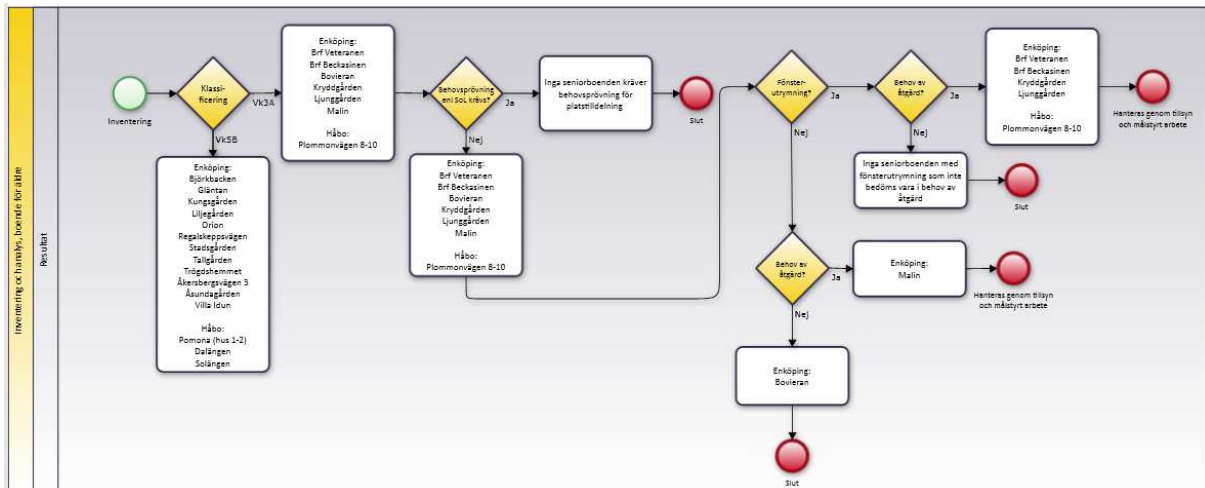 Inventering och analys, boende för äldre
Resultat
Inventering
Klassi-
ficering
Vk3A
Vk5B
Enköping:
Brf Veteranen
Brf Beckasinen
Bovieran
Kryddgården
Ljunggården
Malin
Håbo:
Plommonvägen 8-10
Enköping:
Björkbacken
Gläntan
Kungsgården
Liljegården
Orion
Regalskeppsvägen
Stadsgården
Tallgården
Trögdshemmet
Åkersbergsvägen 3
Åsundagården
Villa Idun
Håbo:
Pomona (hus 1-2)
Dalängen
Solängen
Behovsprövning
enl SoL krävs?
Ja
Nej
Inga seniorboenden kräver
behovsprövning för
platstilldelning
Slut
Enköping:
Brf Veteranen
Brf Beckasinen
Bovieran
Kryddgården
Ljunggården
Malin
Håbo:
Plommonvägen 8-10
Fönster-
utrymning?
Ja
Nej
Behov av
åtgärd?
Ja
Nej
Enköping:
Brf Veteranen
Brf Beckasinen
Kryddgården
Ljunggården
Håbo:
Plommonvägen 8-10
Hanteras genom tillsyn
och målstyrt arbete
Inga seniorboenden med
fönsterutrymning som inte
bedöms vara i behov av
åtgärd
Slut
Behov av
åtgärd?
Ja
Nej
Enköping:
Malin
Hanteras genom tillsyn
och målstyrt arbete
Enköping:
Bovieran
Slut